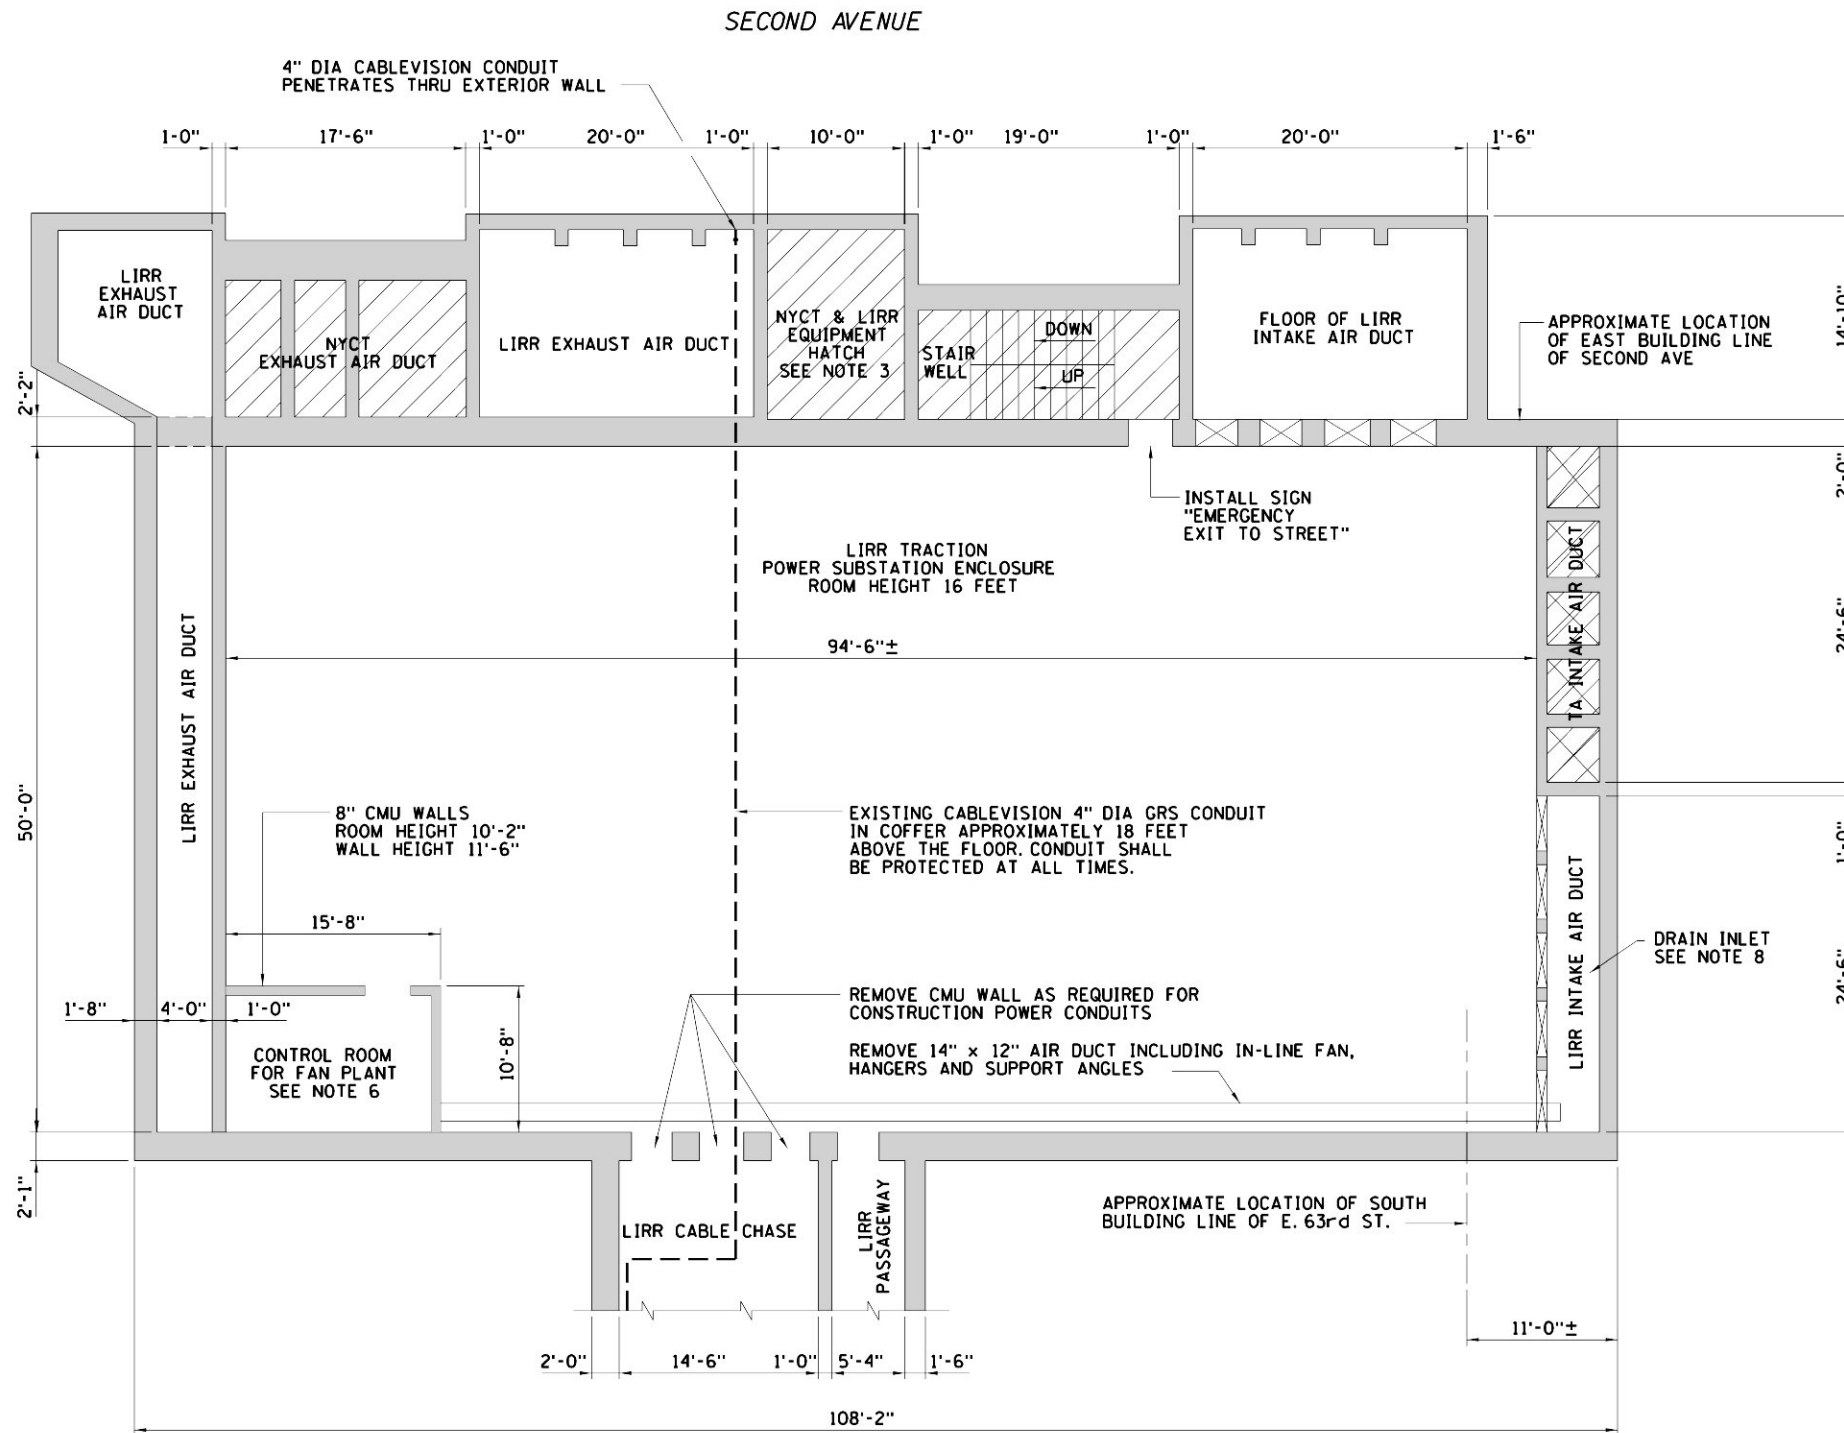 SECOND AVENUE
4" DIA CABLEVISION CONDUIT
PENETRATES THRU EXTERIOR WALL
1-0" 17'-6" 1'-0" 20'-0 1'-0" 10'-0" 1'-0" 19'-0" 1'-0" 20'-0" 1'-6"
LIRR
EXHAUST
AIR DUCT
NYCT
EXHAUST AIR DUCT
LIRR EXHAUST AIR DUCT
NYCT & LIRR
EQUIPMENT
HATCH
SEE NOTE 3
STAIR
WELL
DOWN
UP
FLOOR OF LIRR
INTAKE AIR DUCT
APPROXIMATE LOCATION
OF EAST BUILDING LINE
OF SECOND AVE
14'-10"
2'-2"
INSTALL SIGN
"EMERGENCY
EXIT TO STREET"
2'-0"
LIRR TRACTION
POWER SUBSTATION ENCLOSURE
ROOM HEIGHT 16 FEET
94'-6"±
TA INTAKE AIR DUCT
24'-6"
LIRR EXHAUST AIR DUCT
50'-0"
8" CMU WALLS
ROOM HEIGHT 10'-2"
WALL HEIGHT 11'-6"
EXISTING CABLEVISION 4" DIA GRS CONDUIT
IN COFFER APPROXIMATELY 18 FEET
ABOVE THE FLOOR. CONDUIT SHALL
BE PROTECTED AT ALL TIMES.
1'-0"
15'-8"
LIRR INTAKE AIR DUCT
DRAIN INLET
SEE NOTE 8
24'-6"
1'-8" 4'-0" 1'-0"
REMOVE CMU WALL AS REQUIRED FOR
CONSTRUCTION POWER CONDUITS
CONTROL ROOM
FOR FAN PLANT
SEE NOTE 6
10'-8"
REMOVE 14" x 12" AIR DUCT INCLUDING IN-LINE FAN,
HANGERS AND SUPPORT ANGLES
2'-1"
LIRR CABLE CHASE
LIRR
PASSAGEWAY
APPROXIMATE LOCATION OF SOUTH
BUILDING LINE OF E. 63rd ST.
11'-0"±
2'-0" 14'-6" 1'-0" 5'-4" 1'-6"
108'-2"